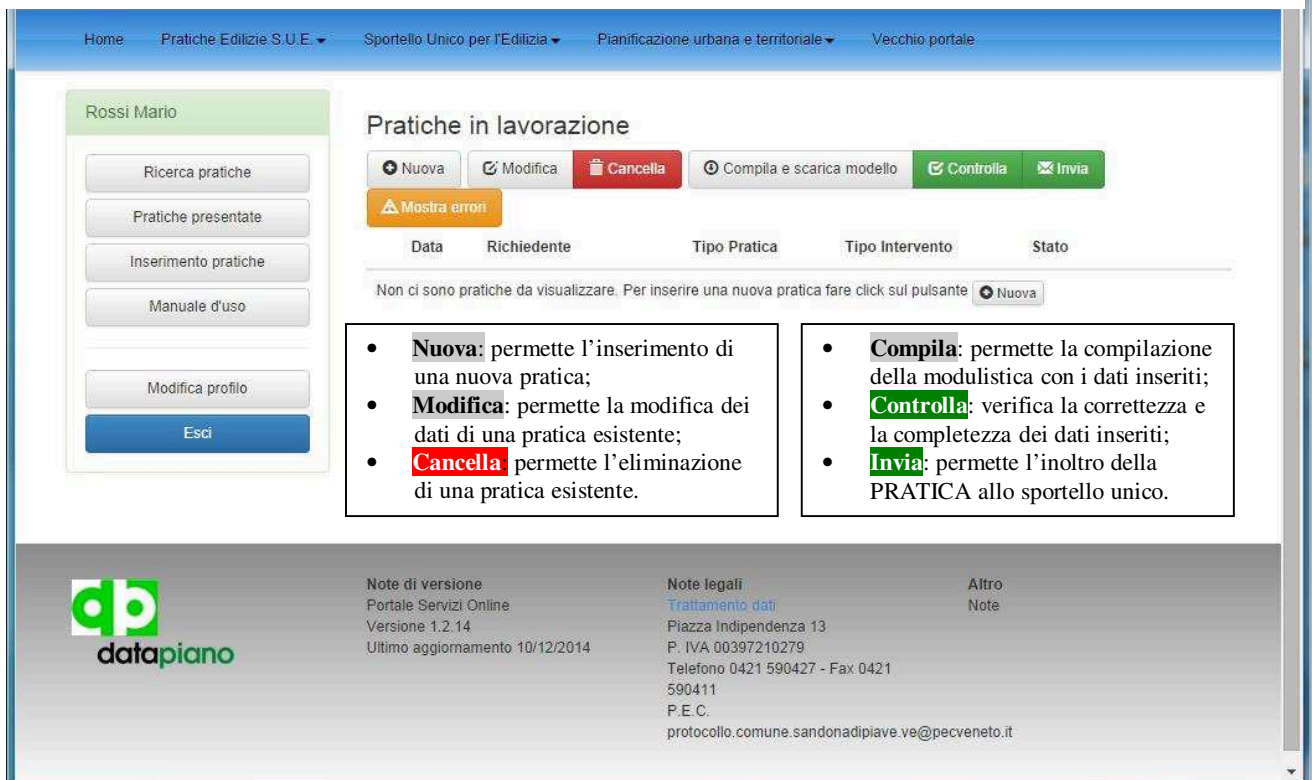 Home Pratiche Edilizie S.U.E. Sportello Unico per l'Edilizia Pianificazione urbana e territoriale Vecchio portale
Rossi Mario
Ricerca pratiche
Pratiche presentate
Inserimento pratiche
Manuale d'uso
Modifica profilo
Esci
Pratiche in lavorazione
Nuova Modifica Cancella Compila e scarica modello Controlla Invia
Mostra errori
Data Richiedente Tipo Pratica Tipo Intervento Stato
Non ci sono pratiche da visualizzare. Per inserire una nuova pratica fare click sul pulsante Nuova
• Nuova: permette l’inserimento di
una nuova pratica;
• Modifica: permette la modifica dei
dati di una pratica esistente;
• Cancella: permette l’eliminazione
di una pratica esistente.
• Compila: permette la compilazione
della modulistica con i dati inseriti;
• Controlla: verifica la correttezza e
la completezza dei dati inseriti;
• Invia: permette l’inoltro della
PRATICA allo sportello unico.
datapiano
Note di versione
Portale Servizi Online
Versione 1.2.14
Ultimo aggiornamento 10/12/2014
Note legali
Trattamento dati
Piazza Indipendenza 13
P. IVA 00397210279
Telefono 0421 590427 - Fax 0421
590411
P.E.C.
protocollo.comune.sandonadipiave.ve@pecveneto.it
Altro
Note